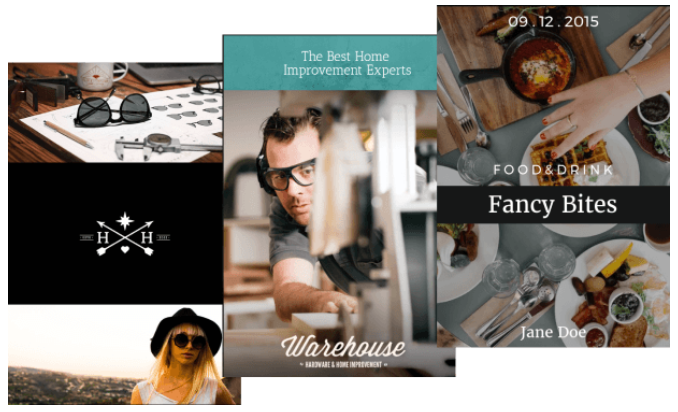 H H
The Best Home
Improvement Experts
Warehouse
HARDWARE & HOME IMPROVEMENT
09.12.2015
FOOD&DRINK
Fancy Bites
Jane Doe